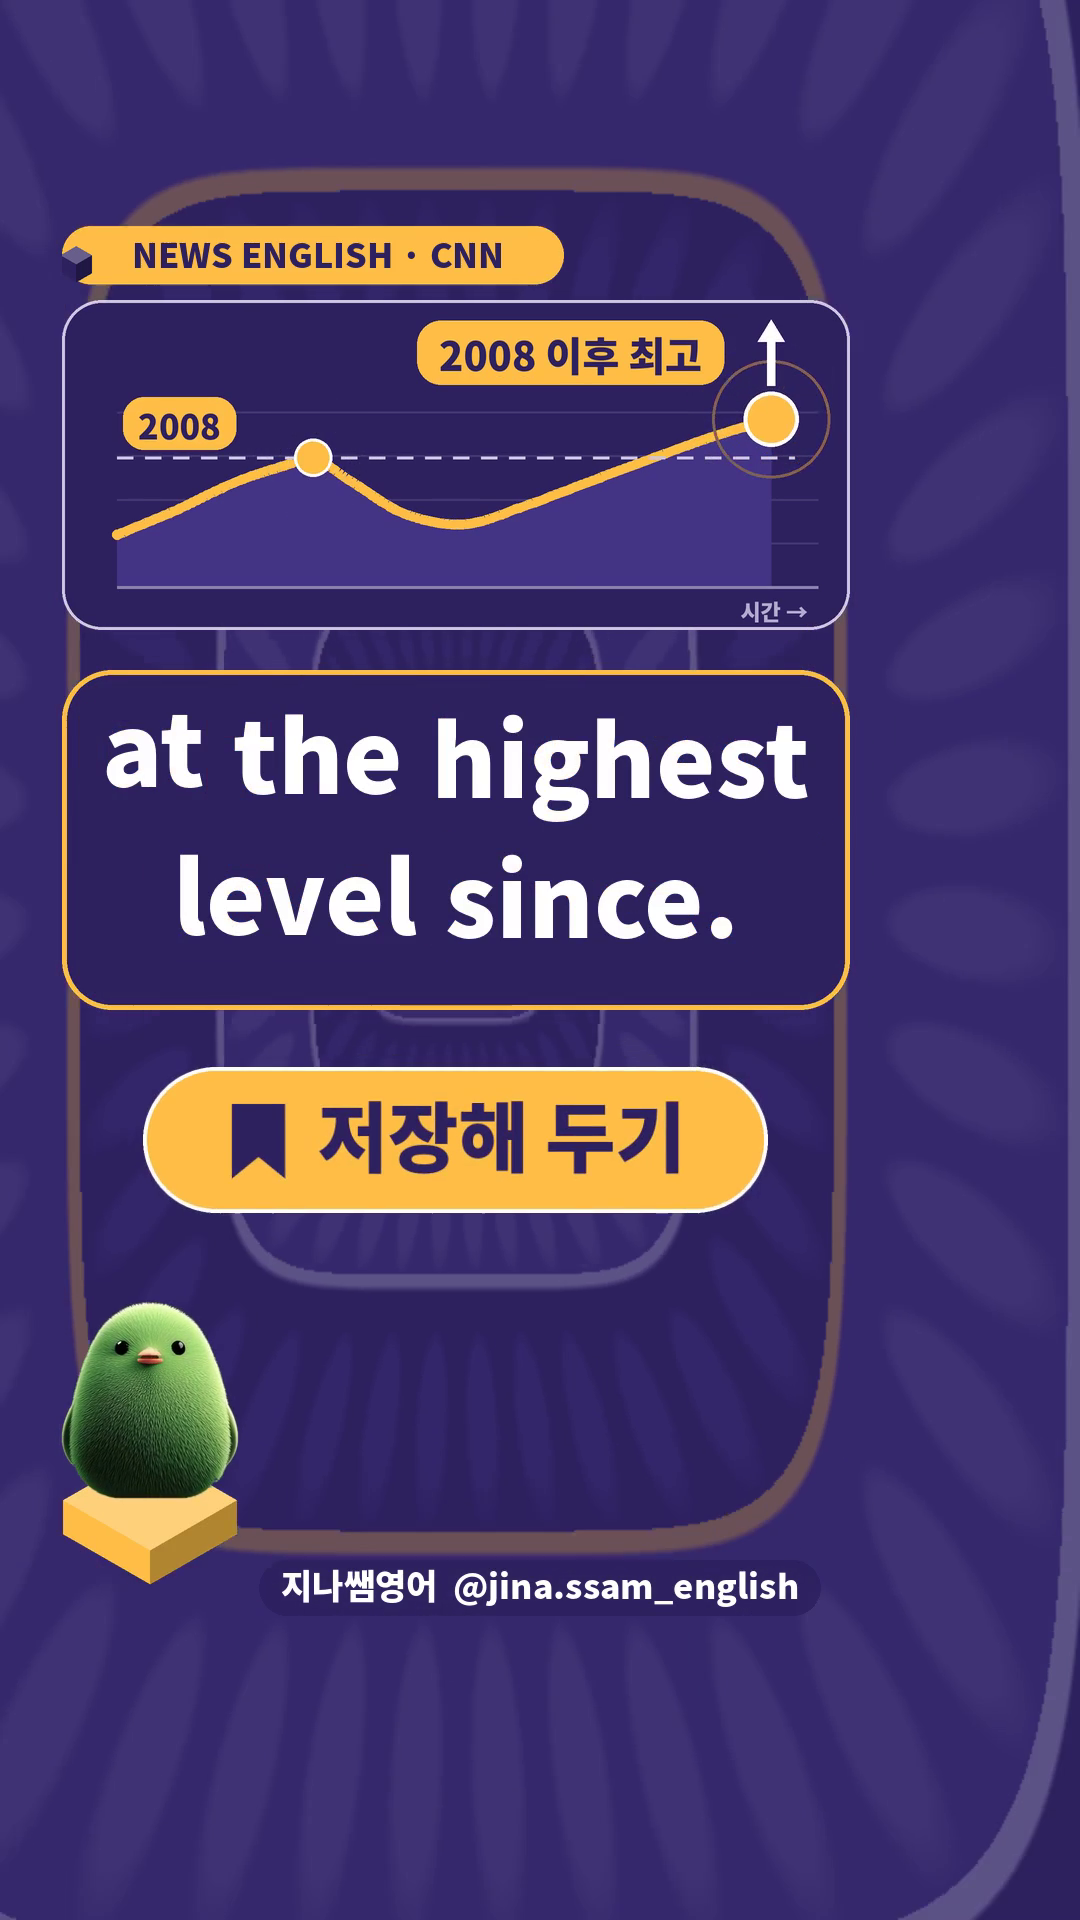 NEWS ENGLISH · CNN
2008 이후 최고
2008
시간 →
at the highest
level since.
저장해 두기
지나쌤영어 @jina.ssam_english